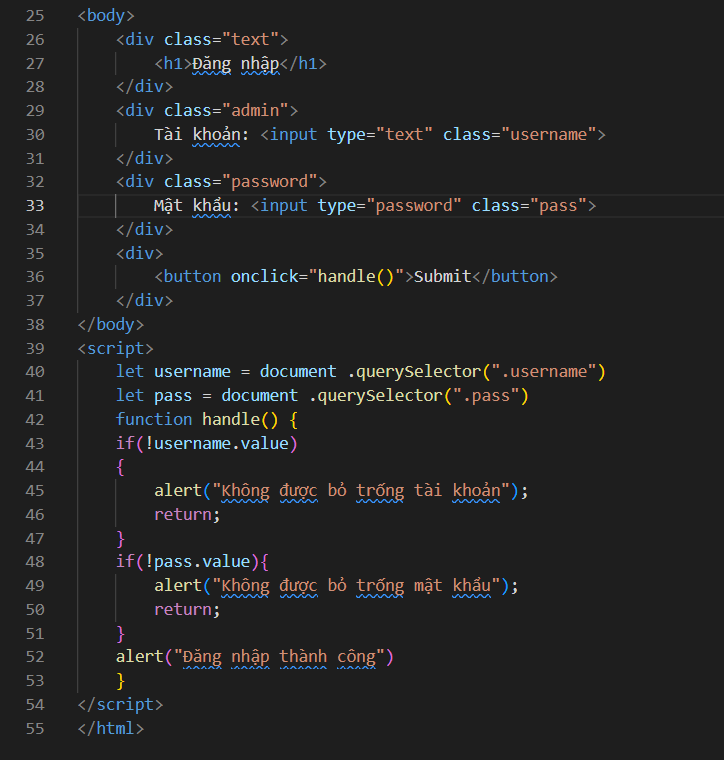 25 <body>
26 <div class="text">
27 <h1>Đăng nhập</h1>
28 </div>
29 <div class="admin">
30 Tài khoản: <input type="text" class="username">
31 </div>
32 <div class="password">
33 Mật khẩu: <input type="password" class="pass">
34 </div>
35 <div>
36 <button onclick="handle()">Submit</button>
37 </div>
38 </body>
39 <script>
40 let username = document .querySelector(".username")
41 let pass = document .querySelector(".pass")
42 function handle() {
43 if(!username.value)
44 {
45 alert("Không được bỏ trống tài khoản");
46 return;
47 }
48 if(!pass.value){
49 alert("Không được bỏ trống mật khẩu");
50 return;
51 }
52 alert("Đăng nhập thành công")
53 }
54 </script>
55 </html>